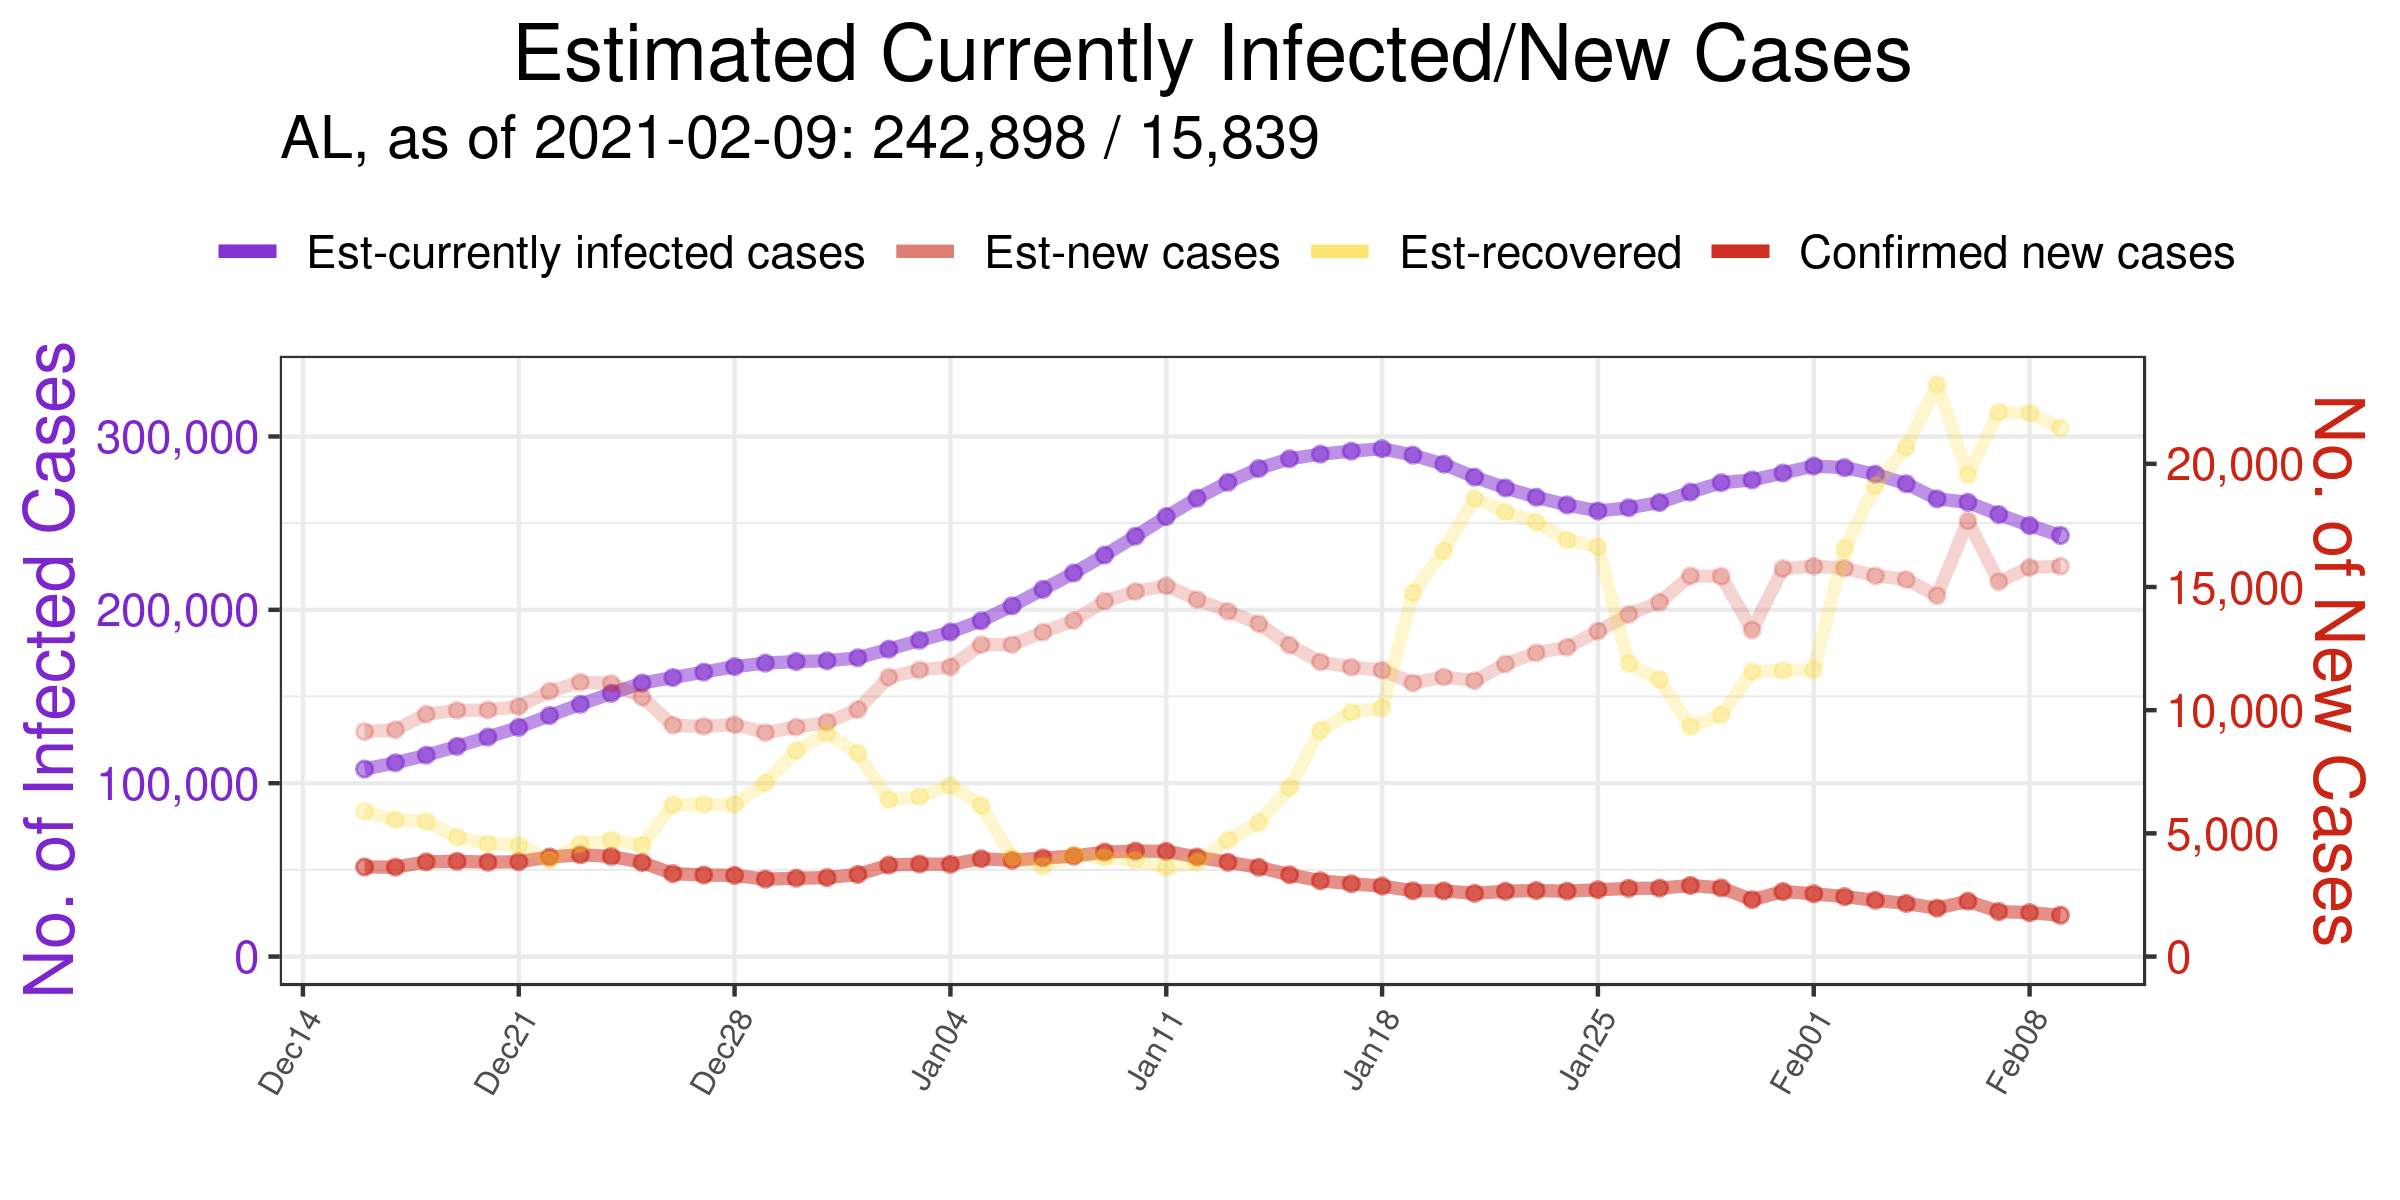 Estimated Currently Infected/New Cases
AL, as of 2021-02-09: 242,898 / 15,839
Est-currently infected cases Est-new cases Est-recovered Confirmed new cases
No. of Infected Cases
300,000
200,000
100,000
0
20,000
15,000
10,000
5,000
0
No. of New Cases
Dec14 Dec21 Dec28 Jan04 Jan11 Jan18 Jan25 Feb01 Feb08